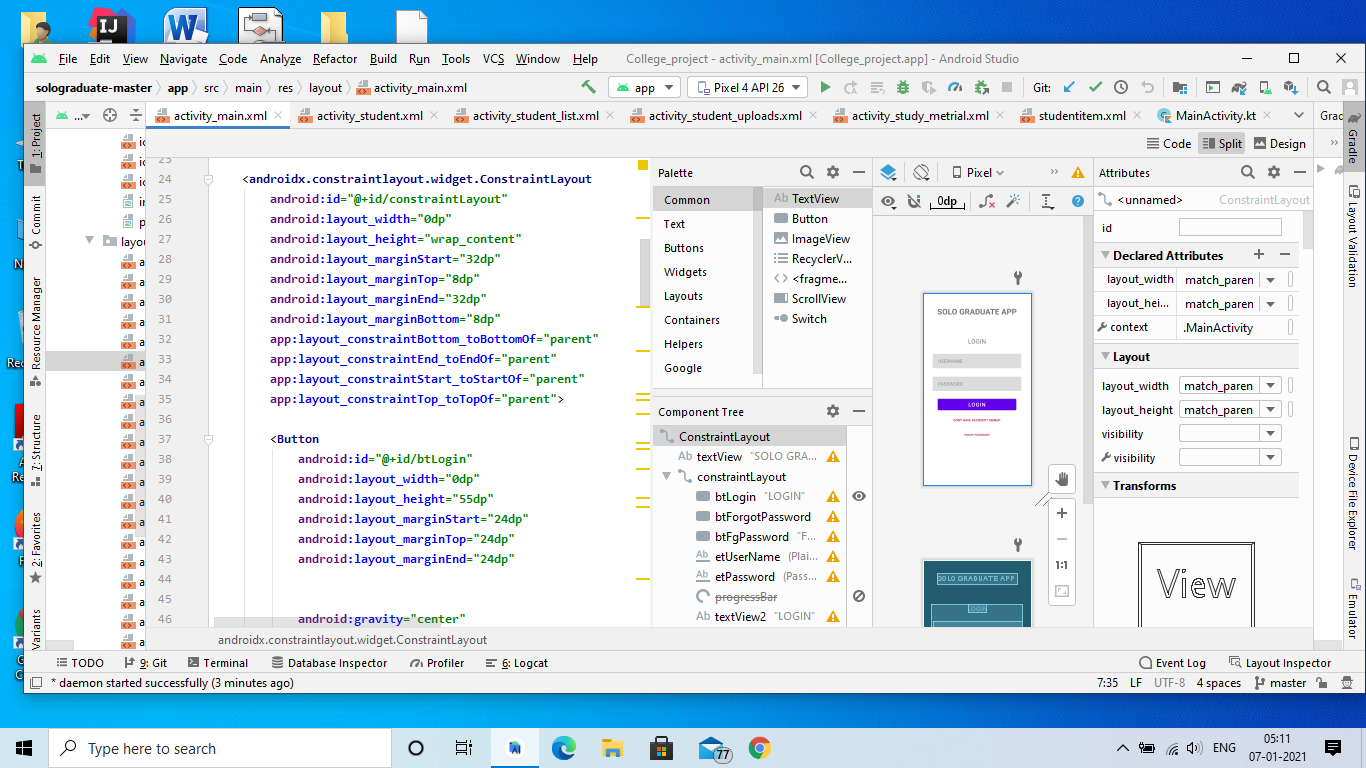 File Edit View Navigate Code Analyze Refactor Build Run Tools VCS Window Help College_project - activity_main.xml [College_project.app] - Android Studio
solograduate-master app src main res layout activity_main.xml app Pixel 4 API 26 Git:
activity_main.xml activity_student.xml activity_student_list.xml activity_student_uploads.xml activity_study_metrial.xml studentitem.xml MainActivity.kt Grac
Code Split Design
1: Project
Commit
Resource Manager
7: Structure
2: Favorites
Variants
layou
23
24 <androidx.constraintlayout.widget.ConstraintLayout
25 android:id="@+id/constraintLayout"
26 android:layout_width="0dp"
27 android:layout_height="wrap_content"
28 android:layout_marginStart="32dp"
29 android:layout_marginTop="8dp"
30 android:layout_marginEnd="32dp"
31 android:layout_marginBottom="8dp"
32 app:layout_constraintBottom_toBottomOf="parent"
33 app:layout_constraintEnd_toEndOf="parent"
34 app:layout_constraintStart_toStartOf="parent"
35 app:layout_constraintTop_toTopOf="parent">
36
37 <Button
38 android:id="@+id/btLogin"
39 android:layout_width="0dp"
40 android:layout_height="55dp"
41 android:layout_marginStart="24dp"
42 android:layout_marginTop="24dp"
43 android:layout_marginEnd="24dp"
44
45
46 android:gravity="center"
androidx.constraintlayout.widget.ConstraintLayout
Palette
Common
Text
Buttons
Widgets
Layouts
Containers
Helpers
Google
Ab TextView
Button
ImageView
RecyclerV...
<> <fragme...
ScrollView
Switch
Component Tree
ConstraintLayout
Ab textView "SOLO GRA...
constraintLayout
btLogin "LOGIN"
btForgotPassword
btFgPassword "F...
Ab etUserName (Plai...
Ab etPassword (Pass...
progressBar
Ab textView2 "LOGIN"
Pixel
0dp
SOLO GRADUATE APP
LOGIN
USERNAME
PASSWORD
LOGIN
1:1
SOLO GRADUATE APP
LOGIN
Attributes
<unnamed> ConstraintLayout
id
Declared Attributes
layout_width match_paren
layout_hei... match_paren
context .MainActivity
Layout
layout_width match_paren
layout_height match_paren
visibility
visibility
Transforms
View
Gradle
Layout Validation
Device File Explorer
Emulator
TODO 9: Git Terminal Database Inspector Profiler 6: Logcat Event Log Layout Inspector
* daemon started successfully (3 minutes ago) 7:35 LF UTF-8 4 spaces master
Type here to search 77 ENG 05:11
07-01-2021